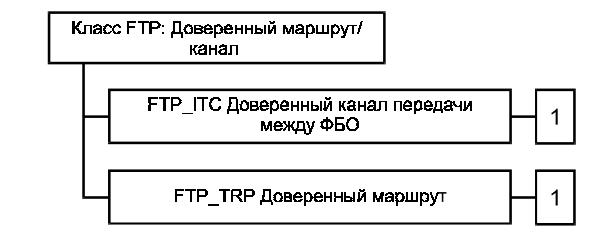 Класс FTP: Доверенный маршрут/
канал
FTP_ITC Доверенный канал передачи
между ФБО
1
FTP_TRP Доверенный маршрут
1